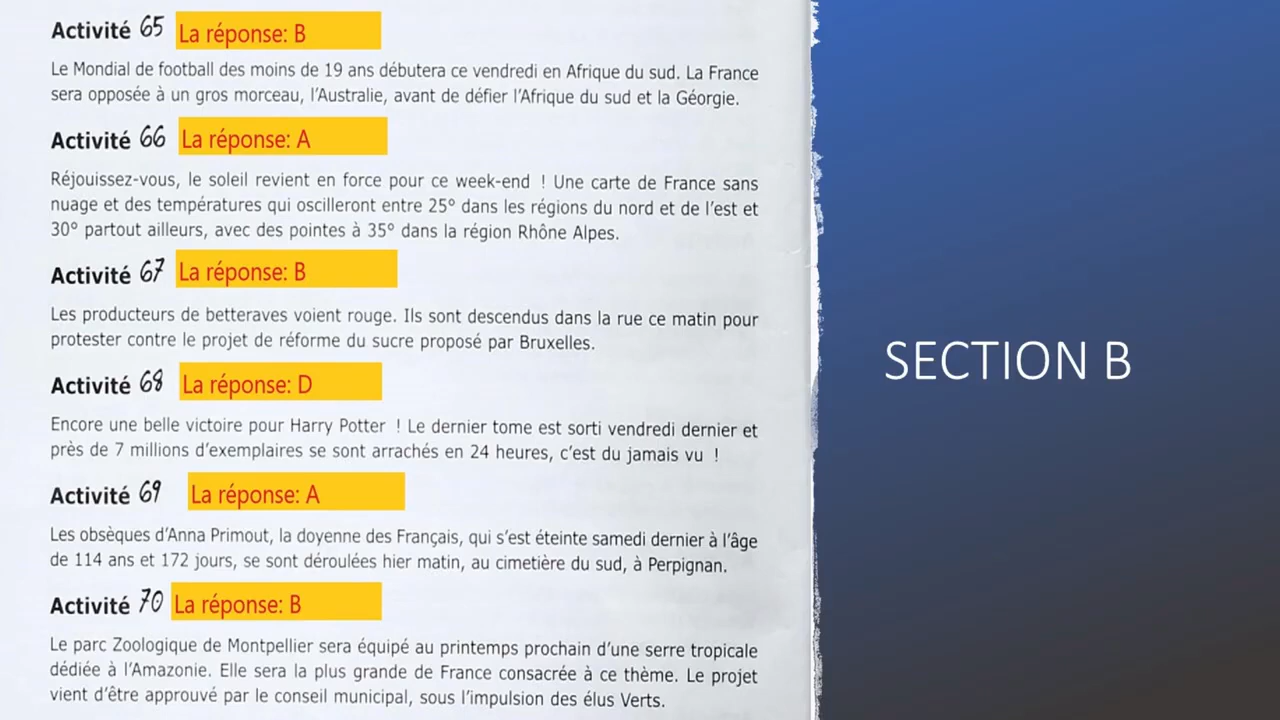 Activité 65 La réponse: B
Le Mondial de football des moins de 19 ans débutera ce vendredi en Afrique du sud. La France
sera opposée à un gros morceau, l'Australie, avant de défier l'Afrique du sud et la Géorgie.
Activité 66 La réponse: A
Réjouissez-vous, le soleil revient en force pour ce week-end ! Une carte de France sans
nuage et des températures qui oscilleront entre 25° dans les régions du nord et de l'est et
30° partout ailleurs, avec des pointes à 35° dans la région Rhône Alpes.
Activité 67 La réponse: B
Les producteurs de betteraves voient rouge. Ils sont descendus dans la rue ce matin pour
protester contre le projet de réforme du sucre proposé par Bruxelles.
Activité 68 La réponse: D
Encore une belle victoire pour Harry Potter ! Le dernier tome est sorti vendredi dernier et
près de 7 millions d'exemplaires se sont arrachés en 24 heures, c'est du jamais vu !
Activité 69 La réponse: A
Les obsèques d'Anna Primout, la doyenne des Français, qui s'est éteinte samedi dernier à l'âge
de 114 ans et 172 jours, se sont déroulées hier matin, au cimetière du sud, à Perpignan.
Activité 70 La réponse: B
Le parc Zoologique de Montpellier sera équipé au printemps prochain d'une serre tropicale
dédiée à l'Amazonie. Elle sera la plus grande de France consacrée à ce thème. Le projet
vient d'être approuvé par le conseil municipal, sous l'impulsion des élus Verts.
SECTION B